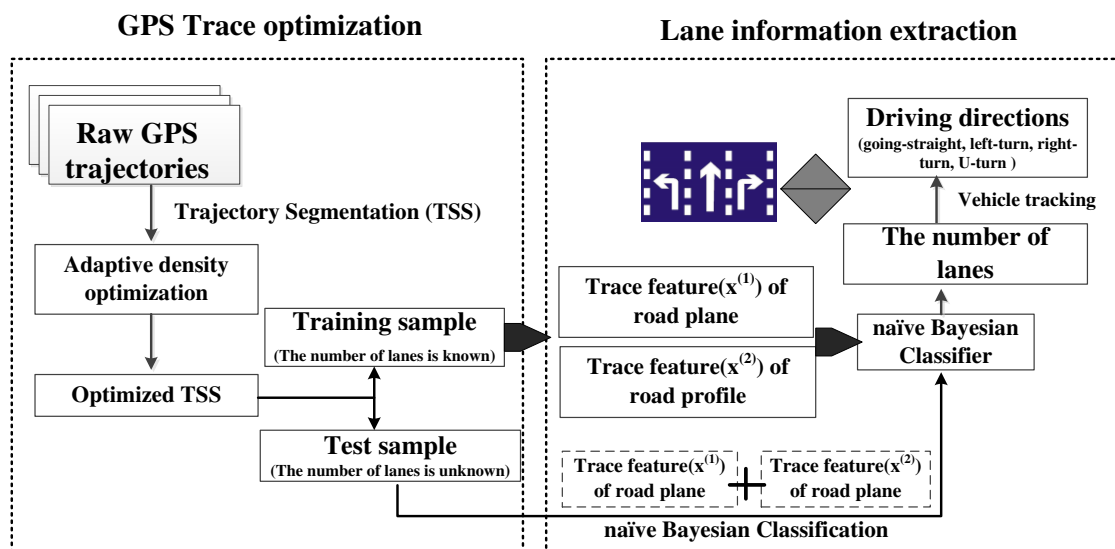 GPS Trace optimization
Raw GPS
trajectories
Trajectory Segmentation (TSS)
Adaptive density
optimization
Optimized TSS
Training sample
(The number of lanes is known)
Test sample
(The number of lanes is unknown)
Lane information extraction
Driving directions
(going-straight, left-turn, right-
turn, U-turn )
Vehicle tracking
The number of
lanes
Trace feature(x⁽¹⁾) of
road plane
Trace feature(x⁽²⁾) of
road profile
naïve Bayesian
Classifier
Trace feature(x⁽¹⁾)
of road plane
Trace feature(x⁽²⁾)
of road plane
naïve Bayesian Classification